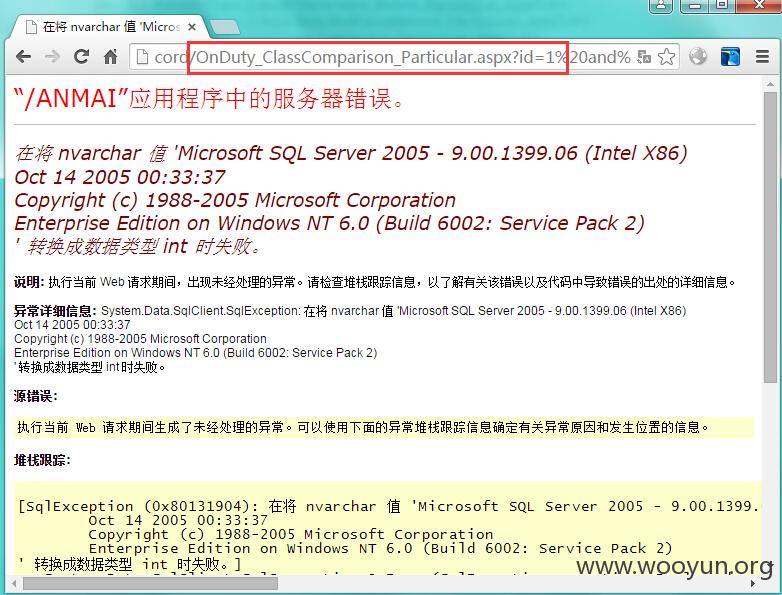 在将 nvarchar 值 'Micros
cord/OnDuty_ClassComparison_Particular.aspx?id=1%20and%
“/ANMAI”应用程序中的服务器错误。
在将 nvarchar 值 'Microsoft SQL Server 2005 - 9.00.1399.06 (Intel X86)
Oct 14 2005 00:33:37
Copyright (c) 1988-2005 Microsoft Corporation
Enterprise Edition on Windows NT 6.0 (Build 6002: Service Pack 2)
' 转换成数据类型 int 时失败。
说明: 执行当前 Web 请求期间，出现未经处理的异常。请检查堆栈跟踪信息，以了解有关该错误以及代码中导致错误的出处的详细信息。
异常详细信息: System.Data.SqlClient.SqlException: 在将 nvarchar 值 'Microsoft SQL Server 2005 - 9.00.1399.06 (Intel X86)
Oct 14 2005 00:33:37
Copyright (c) 1988-2005 Microsoft Corporation
Enterprise Edition on Windows NT 6.0 (Build 6002: Service Pack 2)
' 转换成数据类型 int 时失败。
源错误:
执行当前 Web 请求期间生成了未经处理的异常。可以使用下面的异常堆栈跟踪信息确定有关异常原因和发生位置的信息。
堆栈跟踪:
[SqlException (0x80131904): 在将 nvarchar 值 'Microsoft SQL Server 2005 - 9.00.1399.
Oct 14 2005 00:33:37
Copyright (c) 1988-2005 Microsoft Corporation
Enterprise Edition on Windows NT 6.0 (Build 6002: Service Pack 2)
' 转换成数据类型 int 时失败。]
www.wooyun.org